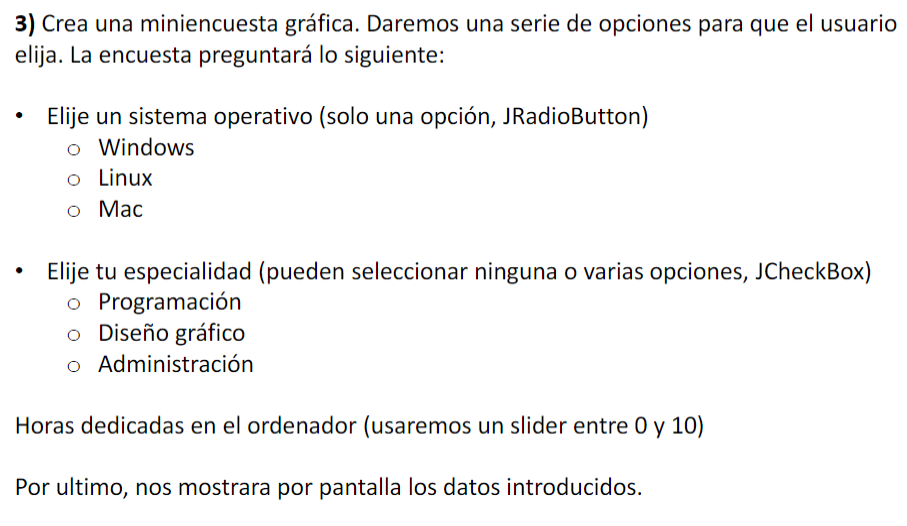 3) Crea una miniencuesta gráfica. Daremos una serie de opciones para que el usuario
elija. La encuesta preguntará lo siguiente:
• Elije un sistema operativo (solo una opción, JRadioButton)
o Windows
o Linux
o Mac
• Elije tu especialidad (pueden seleccionar ninguna o varias opciones, JCheckBox)
o Programación
o Diseño gráfico
o Administración
Horas dedicadas en el ordenador (usaremos un slider entre 0 y 10)
Por ultimo, nos mostrara por pantalla los datos introducidos.